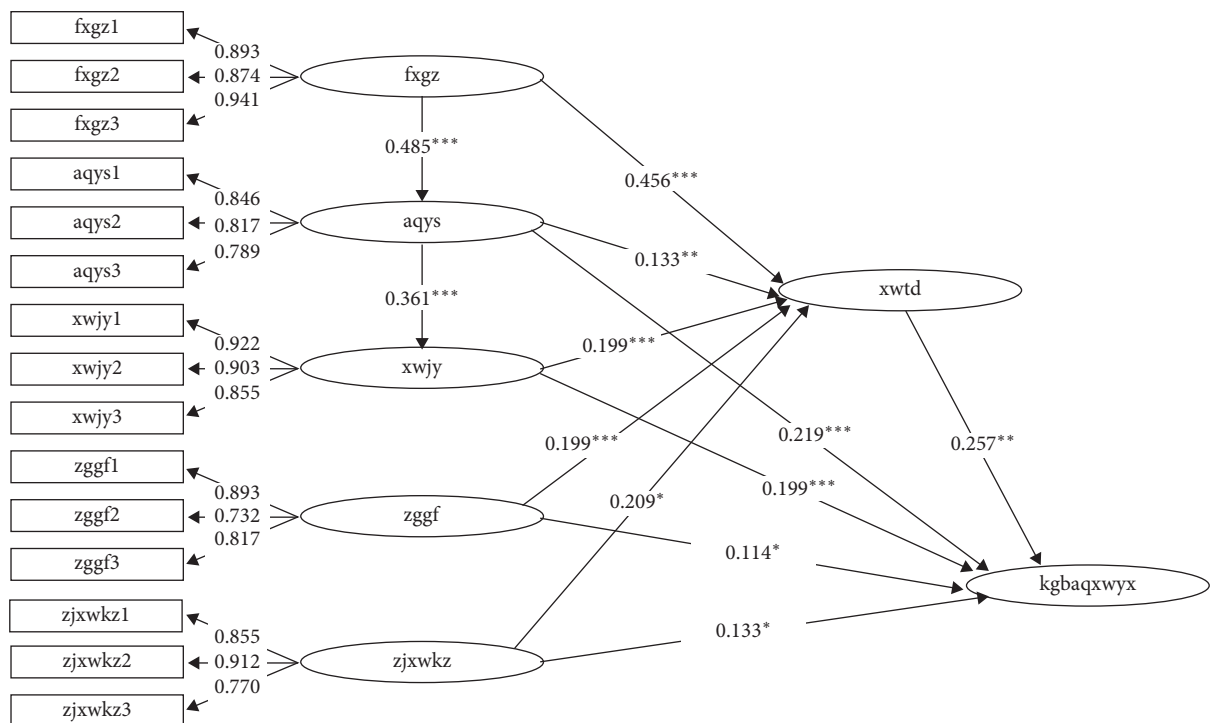 fxgz1
0.893
fxgz2
0.874
fxgz
0.941
fxgz3
0.485***
aqys1
0.456***
0.846
aqys2
0.817
aqys
0.789
0.133**
aqys3
xwtd
0.361***
xwjy1
0.922
0.199***
xwjy2
0.903
xwjy
0.855
xwjy3
0.219***
0.199***
0.257**
zggf1
0.893
0.199***
0.209*
zggf2
0.732
zggf
0.817
0.114*
zggf3
kgbaqxwyx
zjxwkz1
0.133*
0.855
zjxwkz2
0.912
zjxwkz
0.770
zjxwkz3